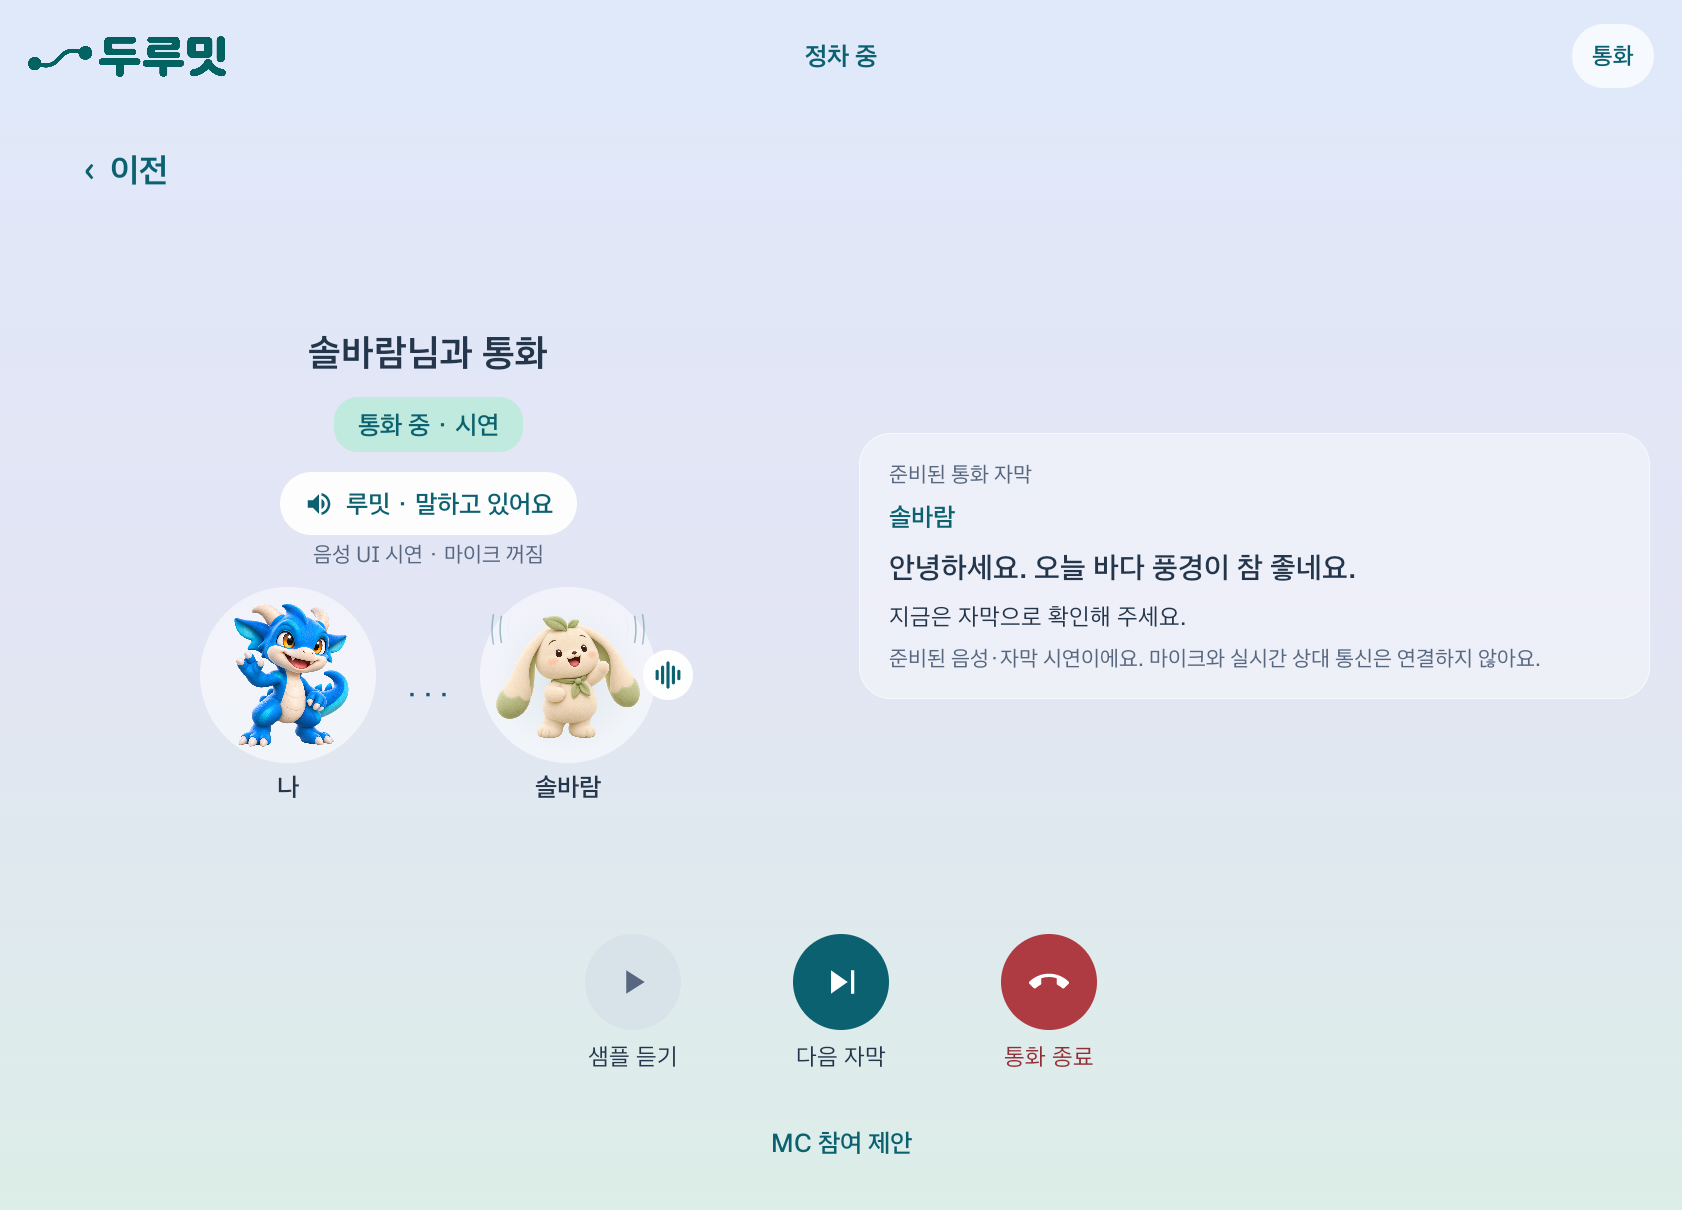 두루밋
정차 중
통화
‹ 이전
솔바람님과 통화
통화 중 · 시연
루밋 · 말하고 있어요
음성 UI 시연 · 마이크 꺼짐
나
솔바람
준비된 통화 자막
솔바람
안녕하세요. 오늘 바다 풍경이 참 좋네요.
지금은 자막으로 확인해 주세요.
준비된 음성·자막 시연이에요. 마이크와 실시간 상대 통신은 연결하지 않아요.
샘플 듣기
다음 자막
통화 종료
MC 참여 제안